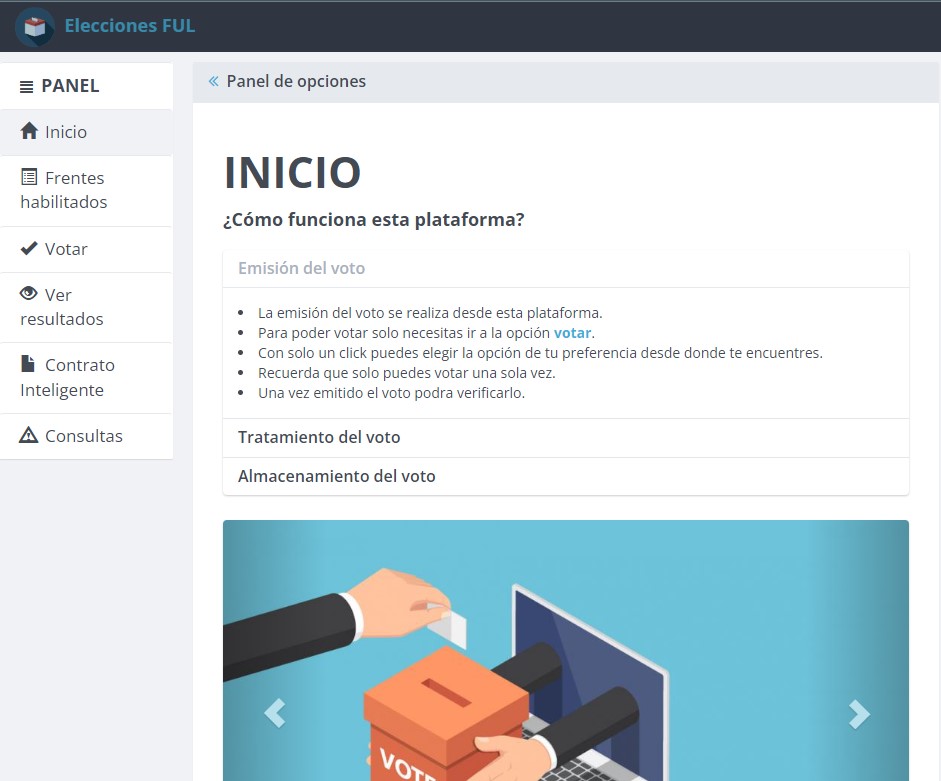 Elecciones FUL
PANEL
Inicio
Frentes
habilitados
Votar
Ver
resultados
Contrato
Inteligente
Consultas
« Panel de opciones
INICIO
¿Cómo funciona esta plataforma?
Emisión del voto
• La emisión del voto se realiza desde esta plataforma.
• Para poder votar solo necesitas ir a la opción votar.
• Con solo un click puedes elegir la opción de tu preferencia desde donde te encuentres.
• Recuerda que solo puedes votar una sola vez.
• Una vez emitido el voto podra verificarlo.
Tratamiento del voto
Almacenamiento del voto
VOTE